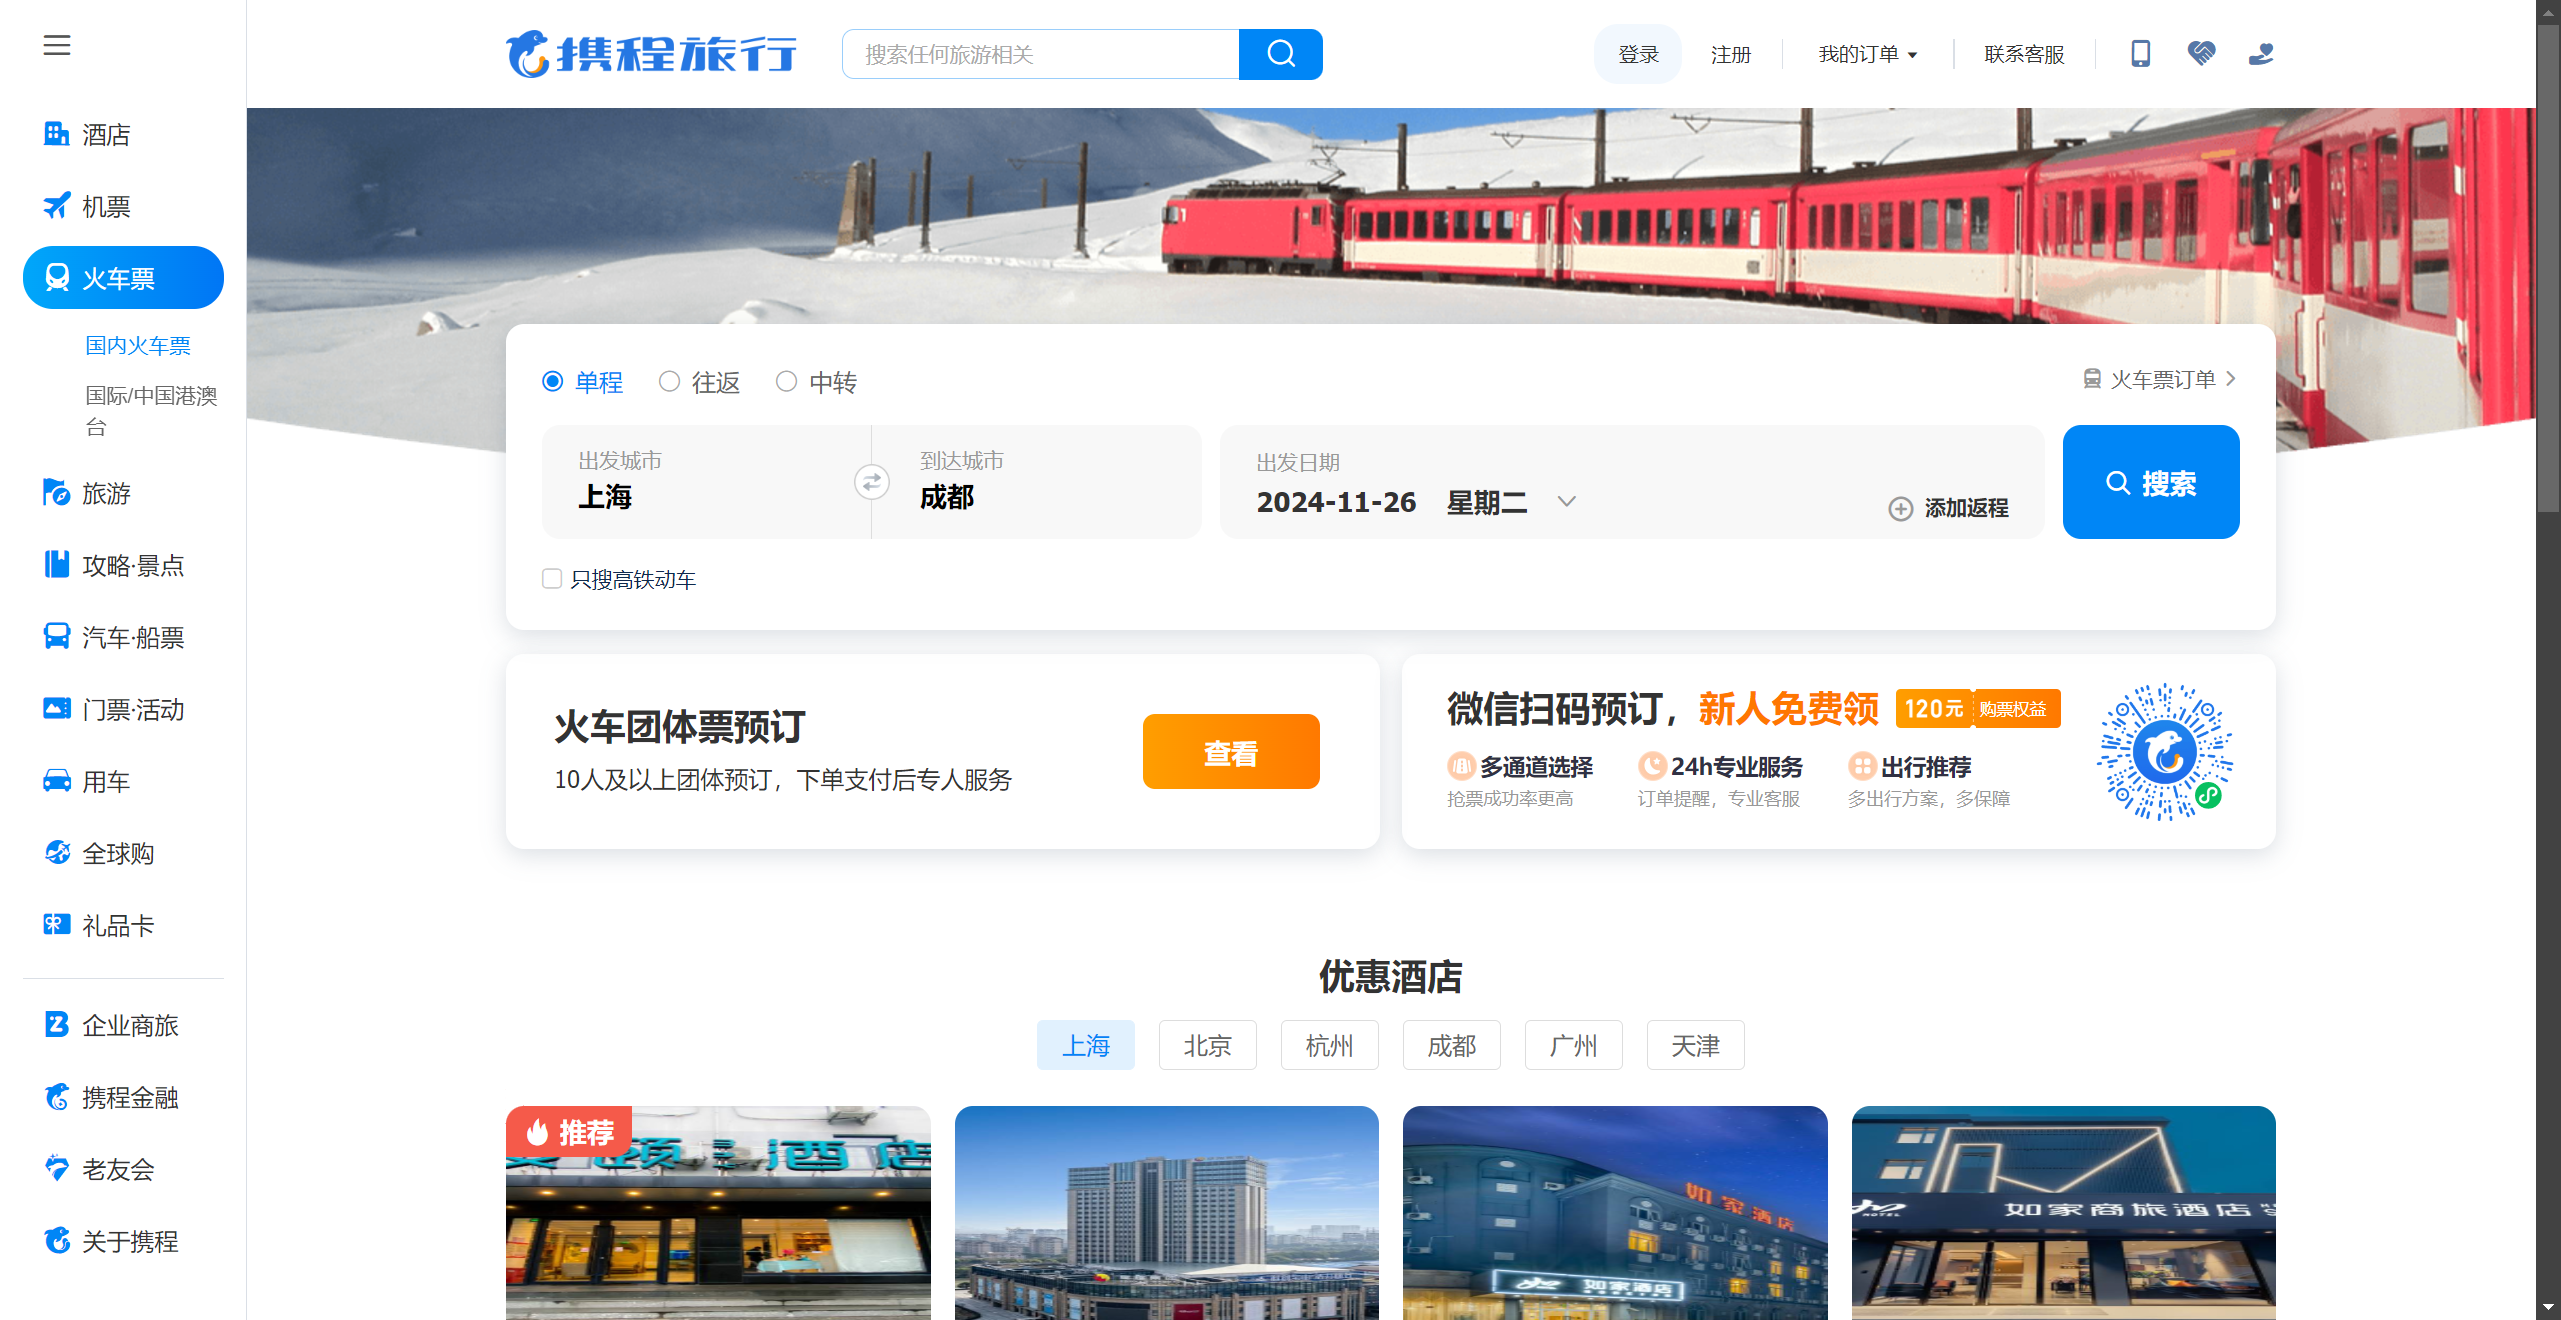 携程旅行
搜索任何旅游相关
登录
注册
我的订单
联系客服
酒店
机票
火车票
国内火车票
国际/中国港澳
台
旅游
攻略·景点
汽车·船票
门票·活动
用车
全球购
礼品卡
企业商旅
携程金融
老友会
关于携程
单程
往返
中转
火车票订单
出发城市
上海
到达城市
成都
出发日期
2024-11-26 星期二
添加返程
搜索
只搜高铁动车
火车团体票预订
10人及以上团体预订，下单支付后专人服务
查看
微信扫码预订，新人免费领 120元 购票权益
多通道选择
抢票成功率更高
24h专业服务
订单提醒，专业客服
出行推荐
多出行方案，多保障
优惠酒店
上海
北京
杭州
成都
广州
天津
推荐
颐·酒店
如家酒店
如家酒店
如家商旅酒店
HOTEL